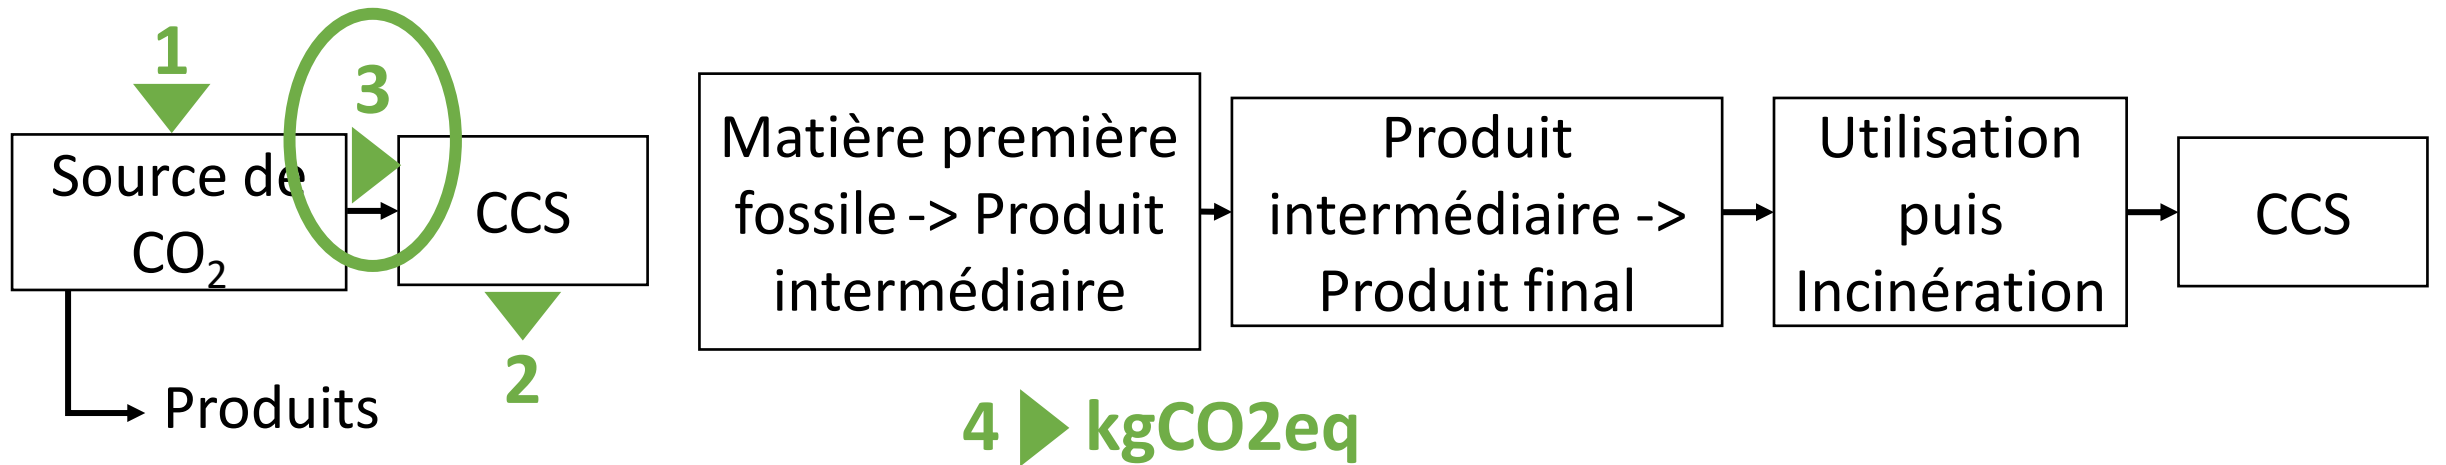 1
3
Source de
CO₂
CCS
2
Produits
Matière première
fossile -> Produit
intermédiaire
Produit
intermédiaire ->
Produit final
Utilisation
puis
Incinération
CCS
4
kgCO2eq